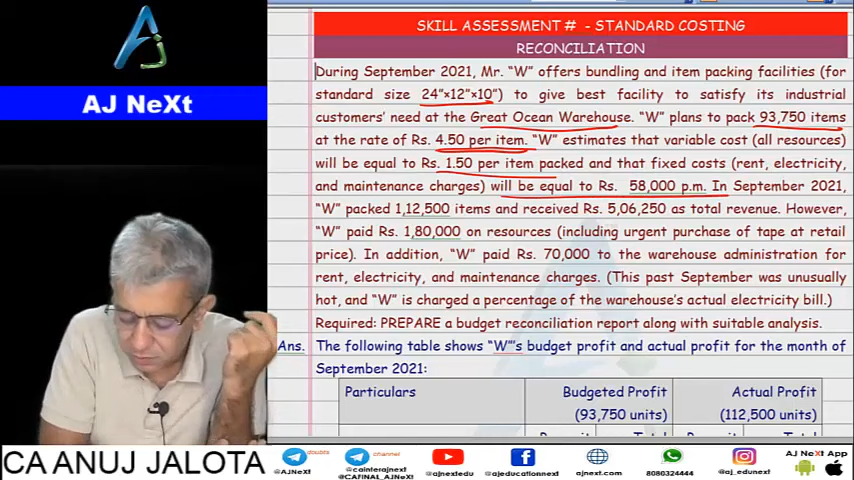 SKILL ASSESSMENT # - STANDARD COSTING
RECONCILIATION
During September 2021, Mr. "W" offers bundling and item packing facilities (for
standard size 24"×12"×10") to give best facility to satisfy its industrial
customers' need at the Great Ocean Warehouse. "W" plans to pack 93,750 items
at the rate of Rs. 4.50 per item. "W" estimates that variable cost (all resources)
will be equal to Rs. 1.50 per item packed and that fixed costs (rent, electricity,
and maintenance charges) will be equal to Rs. 58,000 p.m. In September 2021,
"W" packed 1,12,500 items and received Rs. 5,06,250 as total revenue. However,
"W" paid Rs. 1,80,000 on resources (including urgent purchase of tape at retail
price). In addition, "W" paid Rs. 70,000 to the warehouse administration for
rent, electricity, and maintenance charges. (This past September was unusually
hot, and "W" is charged a percentage of the warehouse's actual electricity bill.)
Required: PREPARE a budget reconciliation report along with suitable analysis.
Ans. The following table shows "W"'s budget profit and actual profit for the month of
September 2021:
Particulars Budgeted Profit Actual Profit
(93,750 units) (112,500 units)
AJ NeXt
CA ANUJ JALOTA
doubts
@AJNeXt
channel
@cainterajnext
@CAFINAL_AJNEXT
@ajnextedu
@ajeducationnext
ajnext.com
8080324344
@aj_edunext
AJ NeXt App